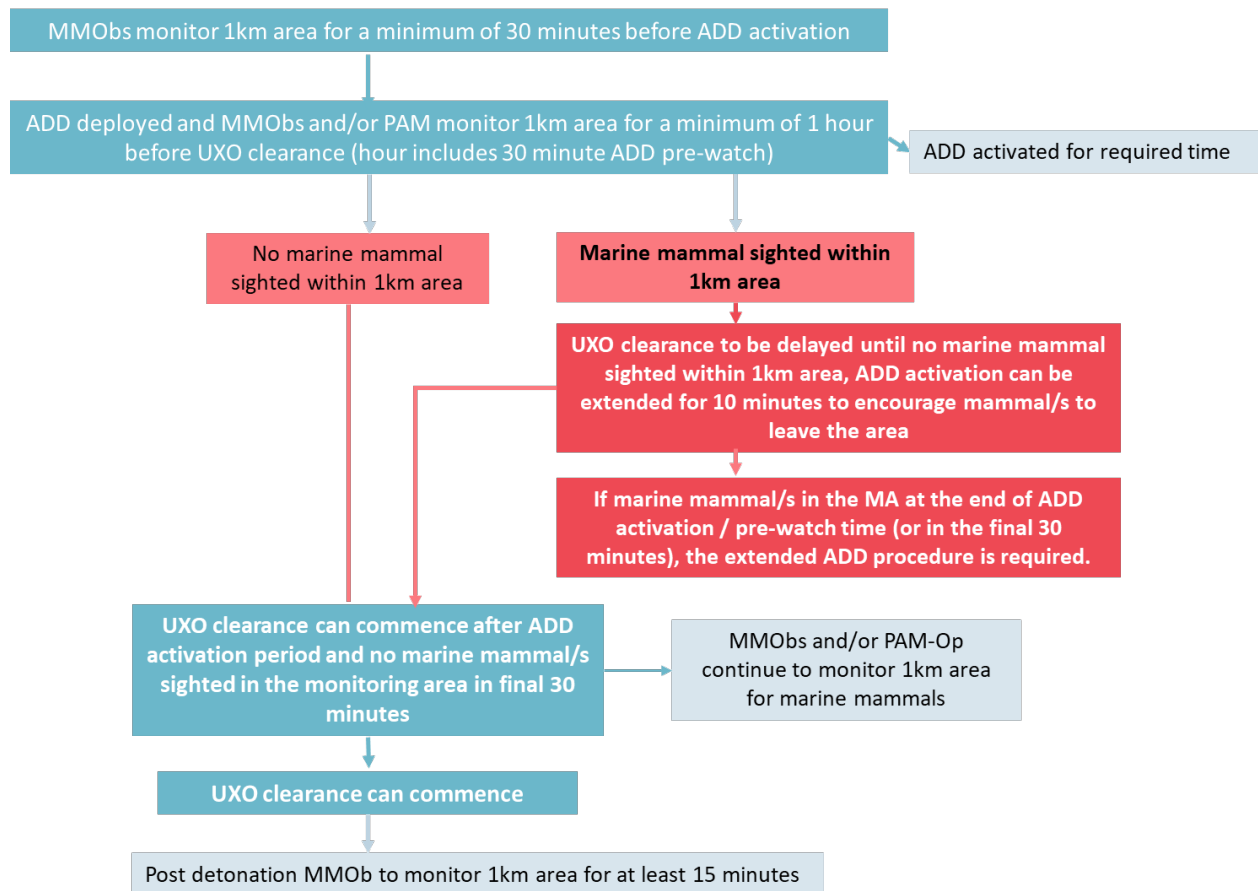 MMObs monitor 1km area for a minimum of 30 minutes before ADD activation
ADD deployed and MMObs and/or PAM monitor 1km area for a minimum of 1 hour
before UXO clearance (hour includes 30 minute ADD pre-watch)
ADD activated for required time
No marine mammal
sighted within 1km area
Marine mammal sighted within
1km area
UXO clearance to be delayed until no marine mammal
sighted within 1km area, ADD activation can be
extended for 10 minutes to encourage mammal/s to
leave the area
If marine mammal/s in the MA at the end of ADD
activation / pre-watch time (or in the final 30
minutes), the extended ADD procedure is required.
UXO clearance can commence after ADD
activation period and no marine mammal/s
sighted in the monitoring area in final 30
minutes
MMObs and/or PAM-Op
continue to monitor 1km area
for marine mammals
UXO clearance can commence
Post detonation MMOb to monitor 1km area for at least 15 minutes